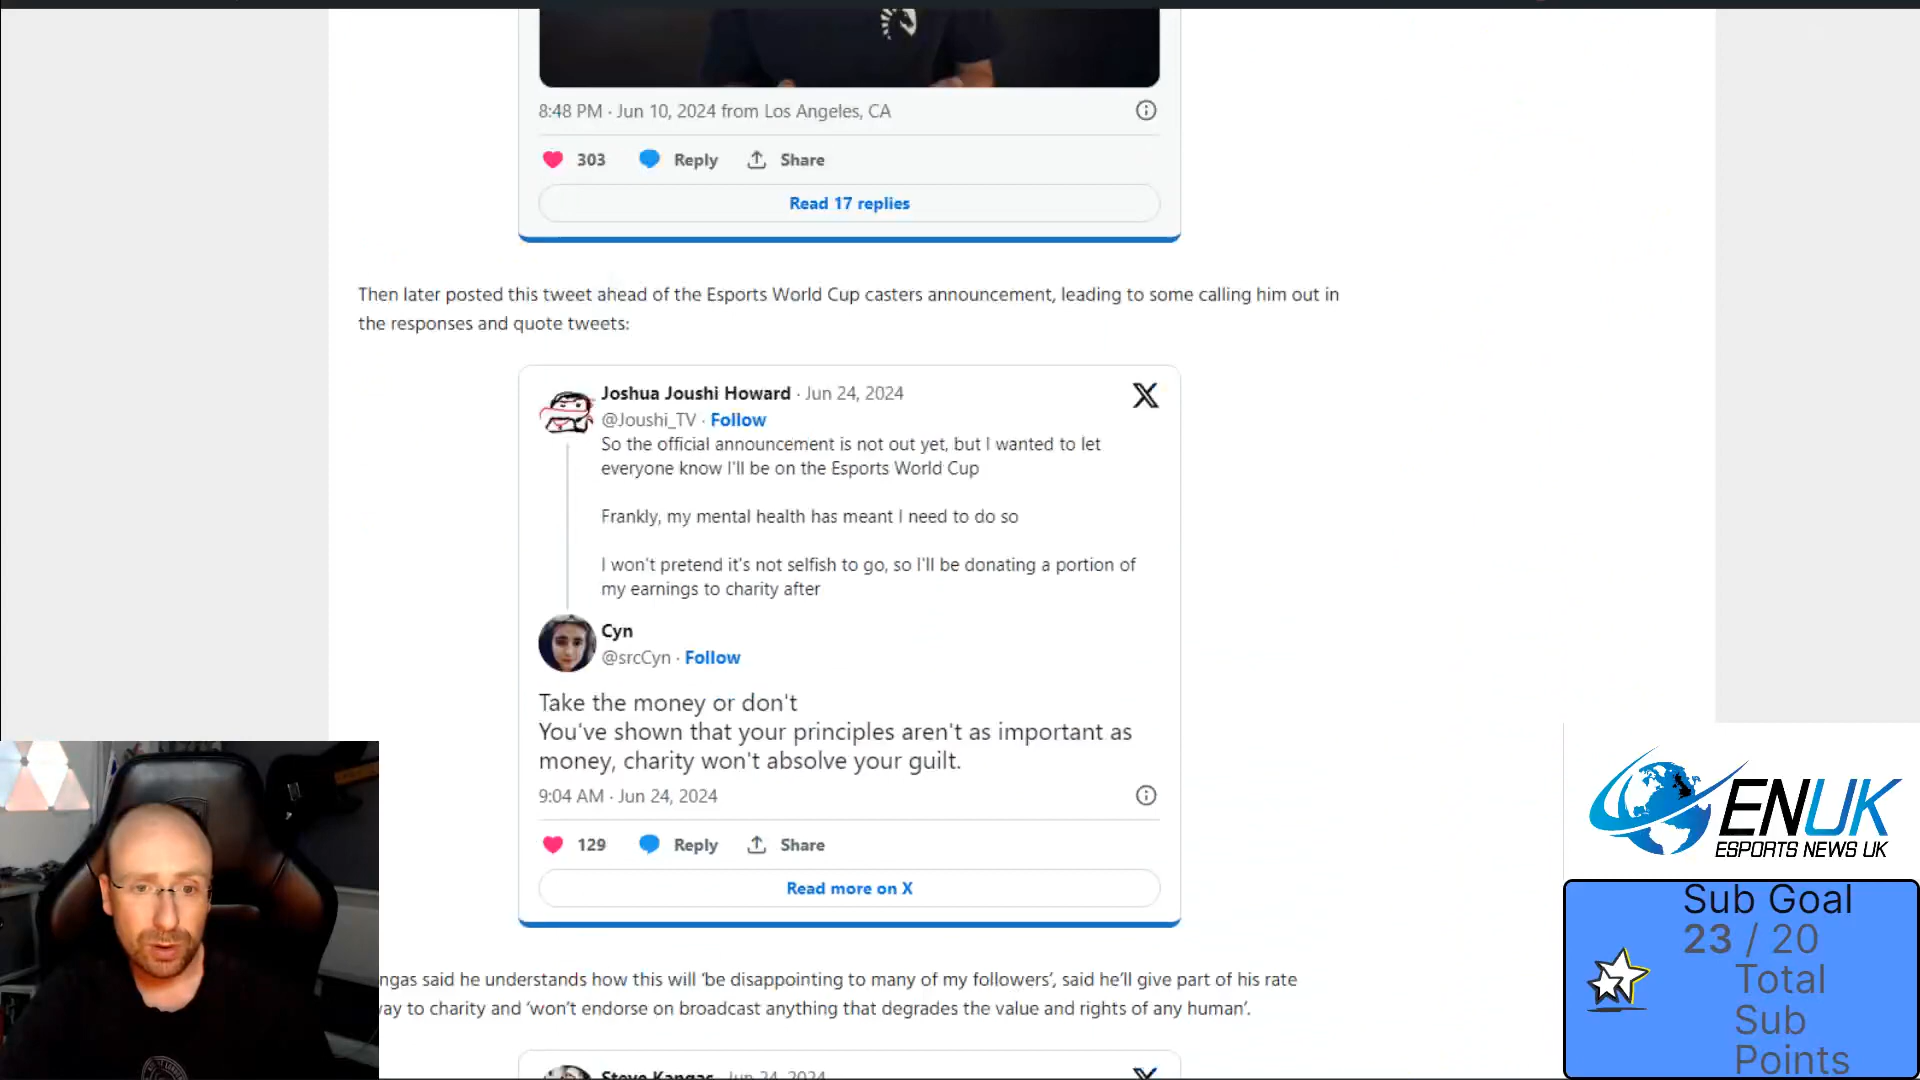 8:48 PM · Jun 10, 2024 from Los Angeles, CA
303 Reply Share
Read 17 replies
Then later posted this tweet ahead of the Esports World Cup casters announcement, leading to some calling him out in
the responses and quote tweets:
Joshua Joushi Howard · Jun 24, 2024
@Joushi_TV · Follow
So the official announcement is not out yet, but I wanted to let
everyone know I'll be on the Esports World Cup
Frankly, my mental health has meant I need to do so
I won't pretend it's not selfish to go, so I'll be donating a portion of
my earnings to charity after
Cyn
@srcCyn · Follow
Take the money or don't
You've shown that your principles aren't as important as
money, charity won't absolve your guilt.
9:04 AM · Jun 24, 2024
129 Reply Share
Read more on X
ngas said he understands how this will 'be disappointing to many of my followers', said he'll give part of his rate
ay to charity and 'won't endorse on broadcast anything that degrades the value and rights of any human'.
Steve Kangas · Jun 24, 2024
ENUK
ESPORTS NEWS UK
Sub Goal
23 / 20
Total
Sub
Points